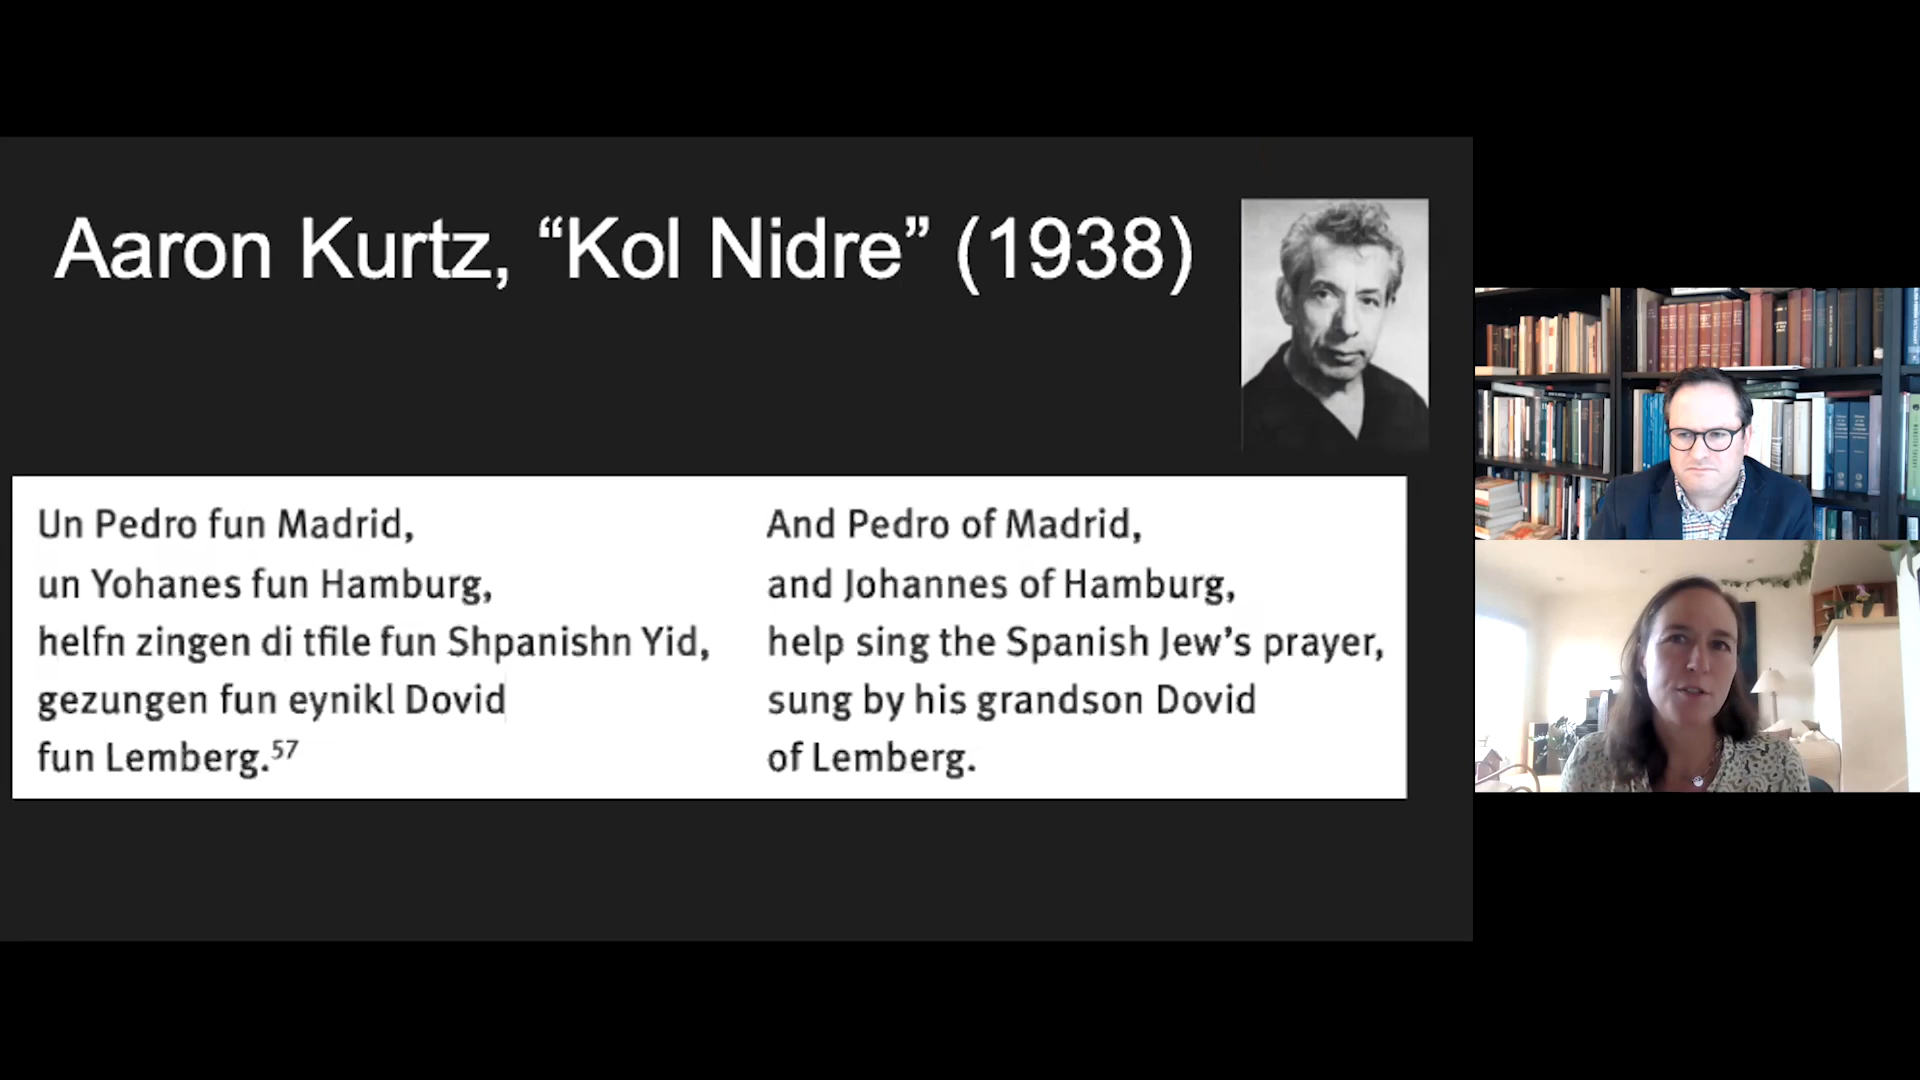 Aaron Kurtz, “Kol Nidre” (1938)
Un Pedro fun Madrid,
un Yohanes fun Hamburg,
helfn zingen di tfile fun Shpanishn Yid,
gezungen fun eynikl Dovid
fun Lemberg.57
And Pedro of Madrid,
and Johannes of Hamburg,
help sing the Spanish Jew’s prayer,
sung by his grandson Dovid
of Lemberg.